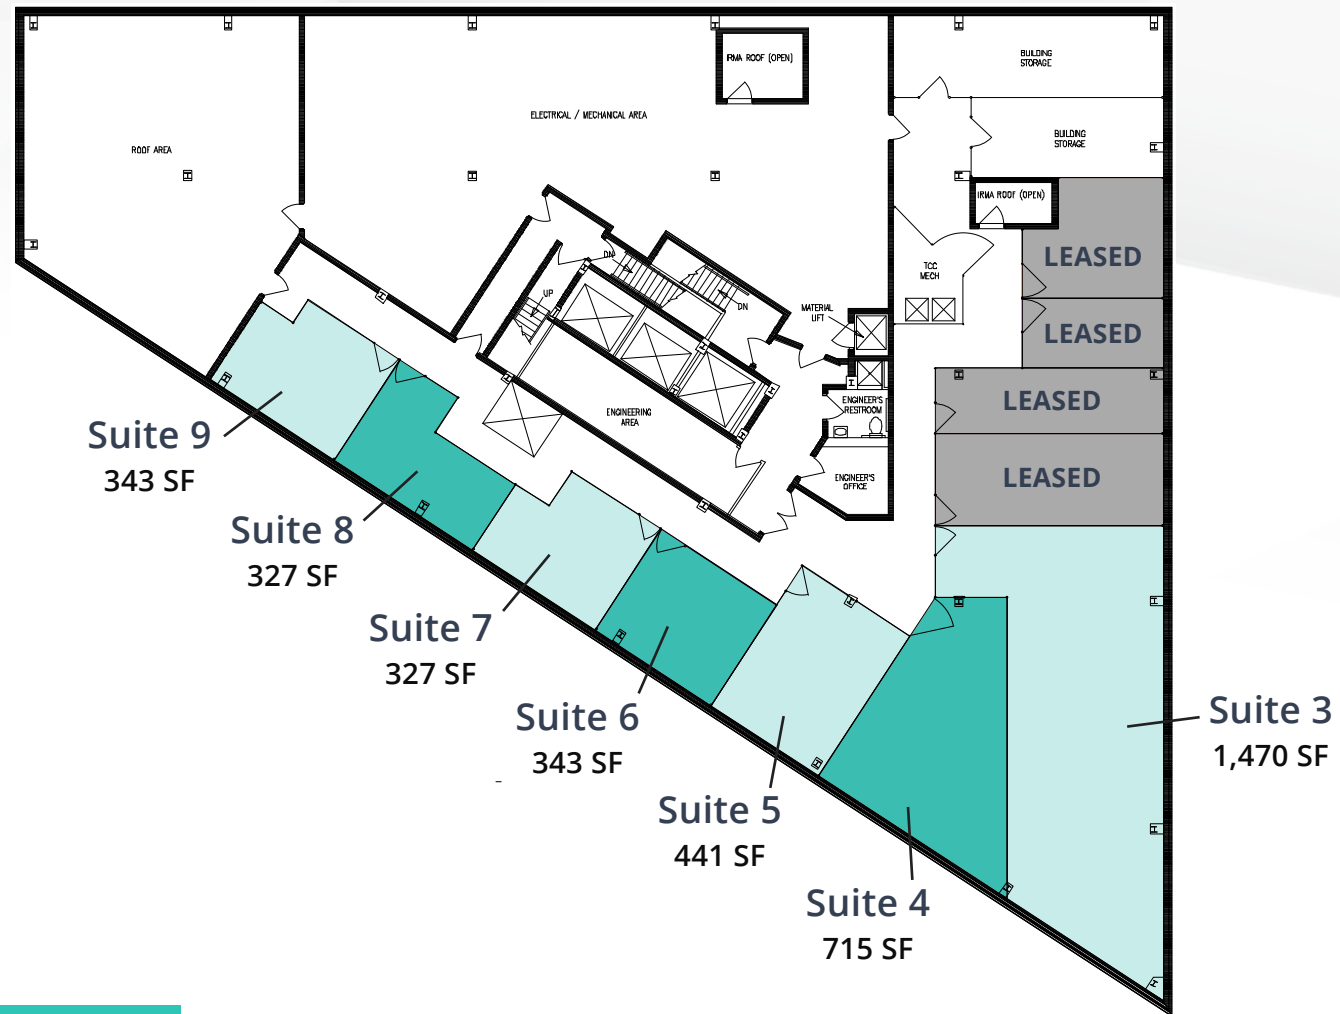 IRMA ROOF (OPEN)
BUILDING
STORAGE
ELECTRICAL / MECHANICAL AREA
BUILDING
STORAGE
ROOF AREA
IRMA ROOF (OPEN)
LEASED
DN
TCC
MECH
UP
DN
MATERIAL
LIFT
LEASED
LEASED
ENGINEER'S
RESTROOM
ENGINEERING
AREA
Suite 9
343 SF
ENGINEER'S
OFFICE
LEASED
Suite 8
327 SF
Suite 7
327 SF
Suite 6
343 SF
Suite 3
1,470 SF
Suite 5
441 SF
Suite 4
715 SF